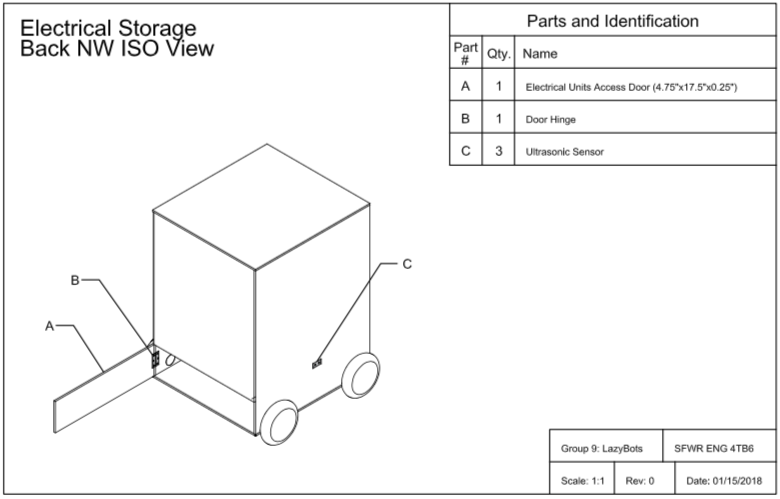 Electrical Storage
Back NW ISO View
Parts and Identification
Part # Qty. Name
A 1 Electrical Units Access Door (4.75"x17.5"x0.25")
B 1 Door Hinge
C 3 Ultrasonic Sensor
C
B
A
Group 9: LazyBots SFWR ENG 4TB6
Scale: 1:1 Rev: 0 Date: 01/15/2018